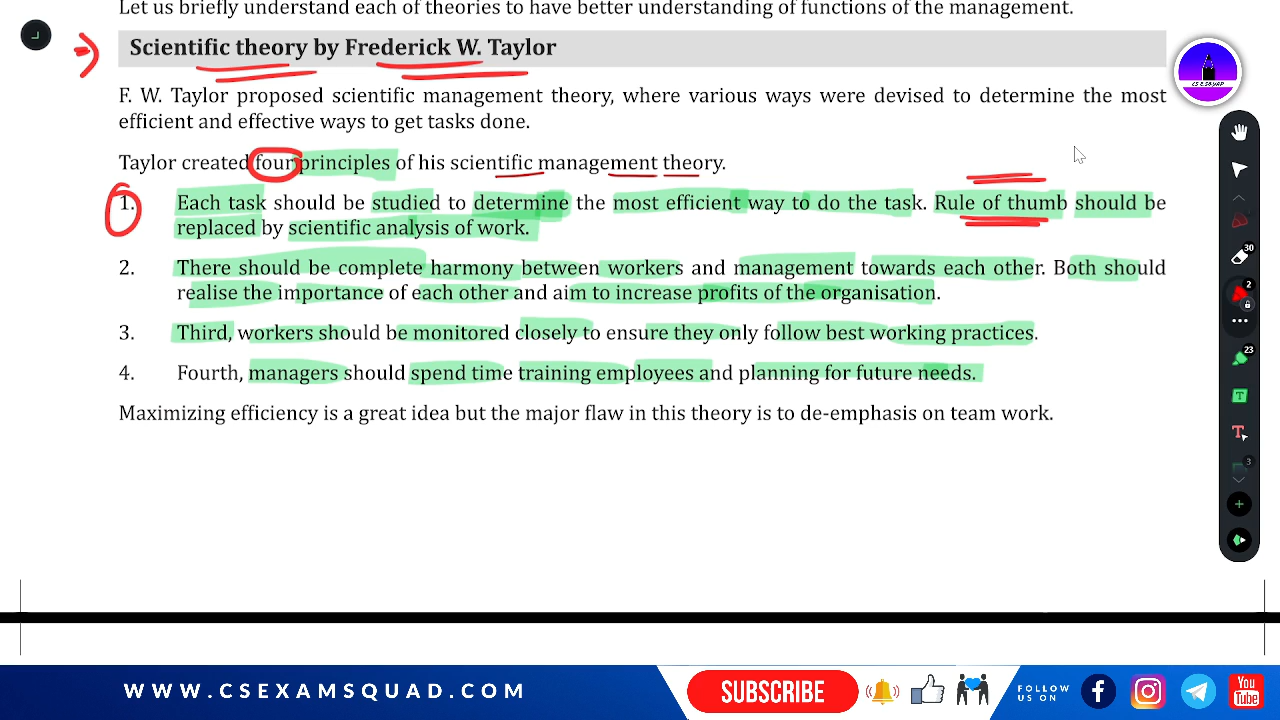 Let us briefly understand each of theories to have better understanding of functions of the management.
Scientific theory by Frederick W. Taylor
F. W. Taylor proposed scientific management theory, where various ways were devised to determine the most
efficient and effective ways to get tasks done.
Taylor created four principles of his scientific management theory.
1. Each task should be studied to determine the most efficient way to do the task. Rule of thumb should be
replaced by scientific analysis of work.
2. There should be complete harmony between workers and management towards each other. Both should
realise the importance of each other and aim to increase profits of the organisation.
3. Third, workers should be monitored closely to ensure they only follow best working practices.
4. Fourth, managers should spend time training employees and planning for future needs.
Maximizing efficiency is a great idea but the major flaw in this theory is to de-emphasis on team work.
30
2
23
T
T
3
WWW.CSEXAMSQUAD.COM
SUBSCRIBE
FOLLOW
US ON
You
Tube